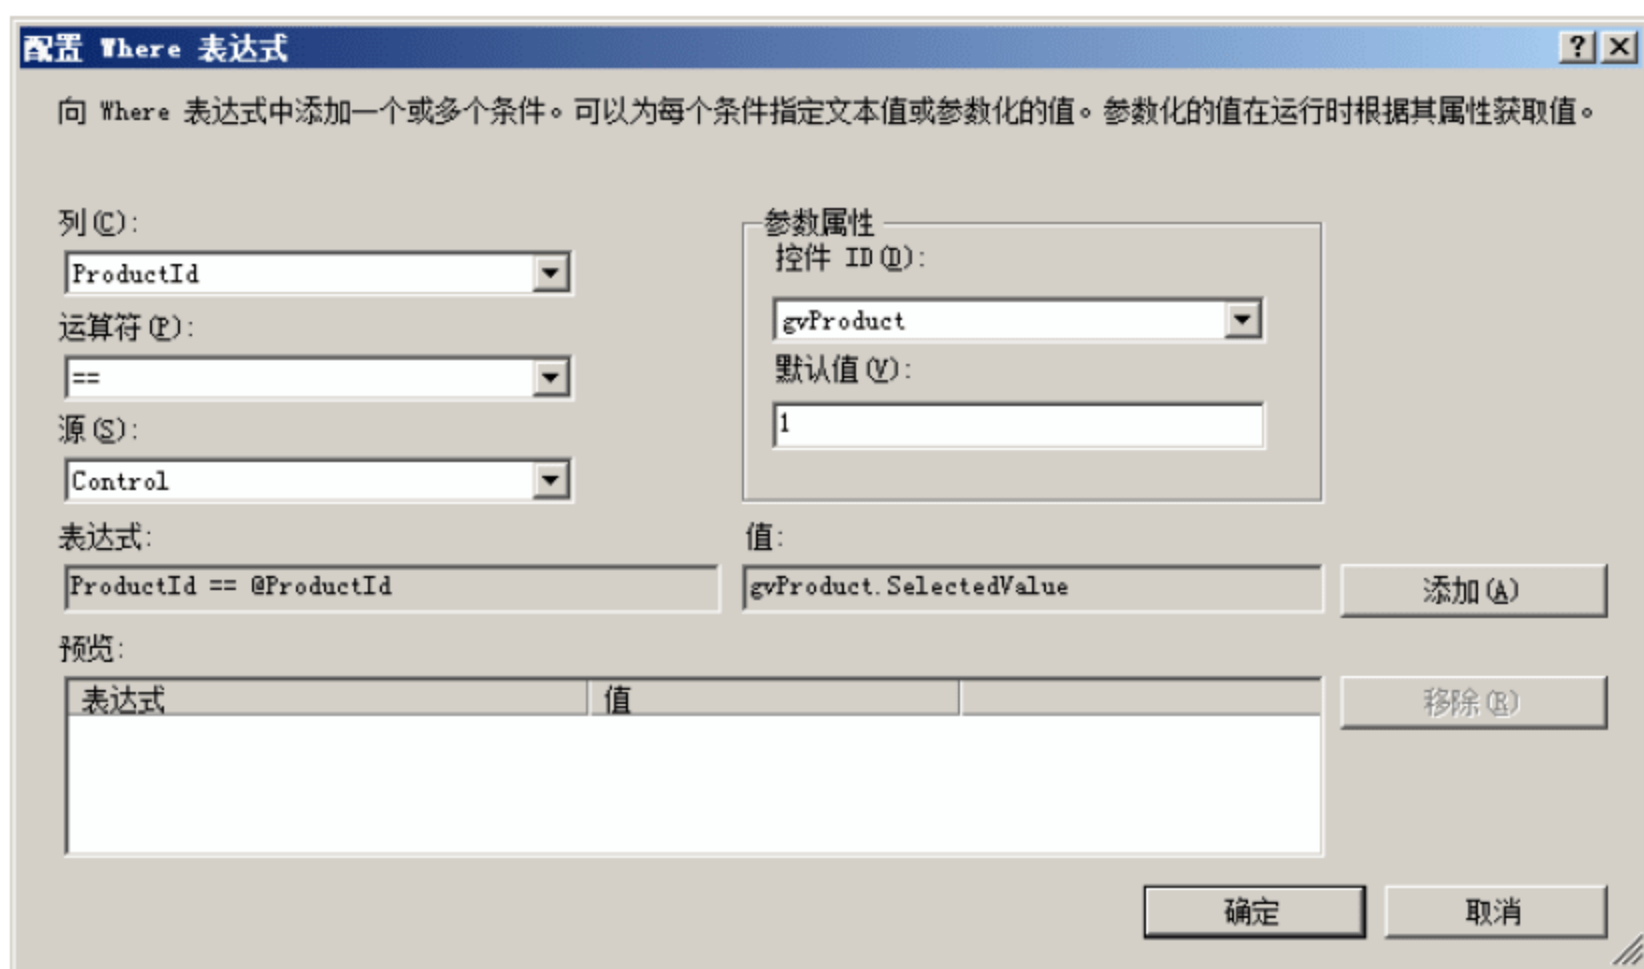 配置 Where 表达式
向 Where 表达式中添加一个或多个条件。可以为每个条件指定文本值或参数化的值。参数化的值在运行时根据其属性获取值。
列(C):
ProductId
运算符(P):
==
源(S):
Control
参数属性
控件 ID(D):
gvProduct
默认值(V):
1
表达式:
ProductId == @ProductId
值:
gvProduct.SelectedValue
添加(A)
预览:
表达式 值
移除(R)
确定 取消